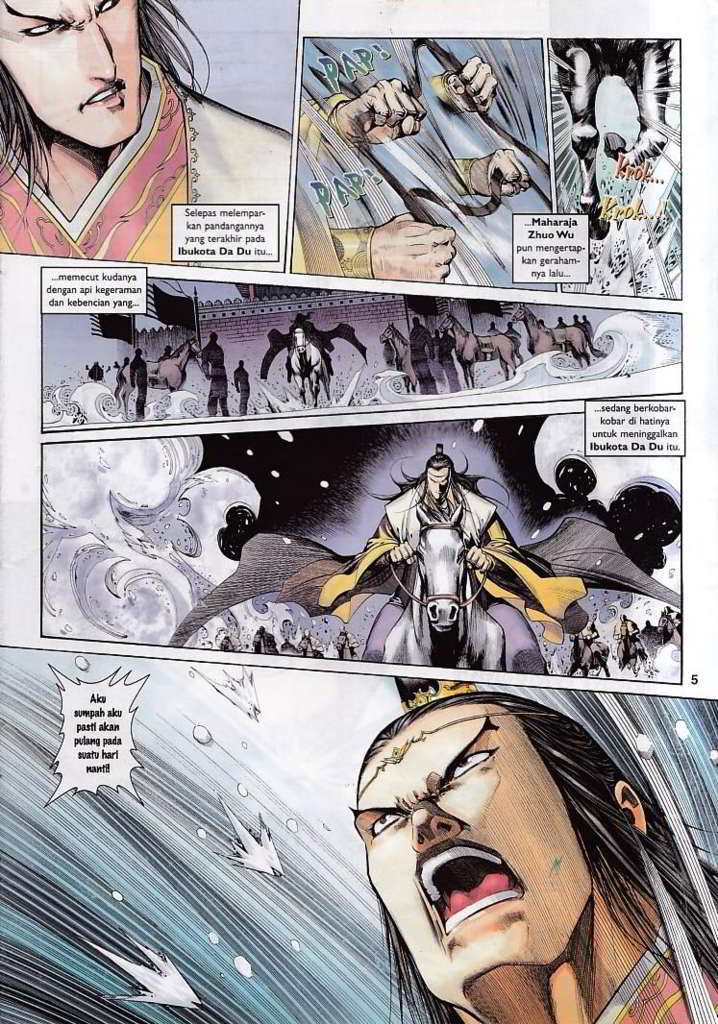 PAP!
PAP!
Krok...
Krok...!
Selepas melempar-
kan pandangannya
yang terakhir pada
Ibukota Da Du itu...
...Maharaja
Zhuo Wu
pun mengertap-
kan geraham-
nya lalu...
...memecut kudanya
dengan api kegeraman
dan kebencian yang...
...sedang berkobar-
kobar di hatinya
untuk meninggalkan
Ibukota Da Du itu.
5
Aku
sumpah aku
pasti akan
pulang pada
suatu hari
nanti!